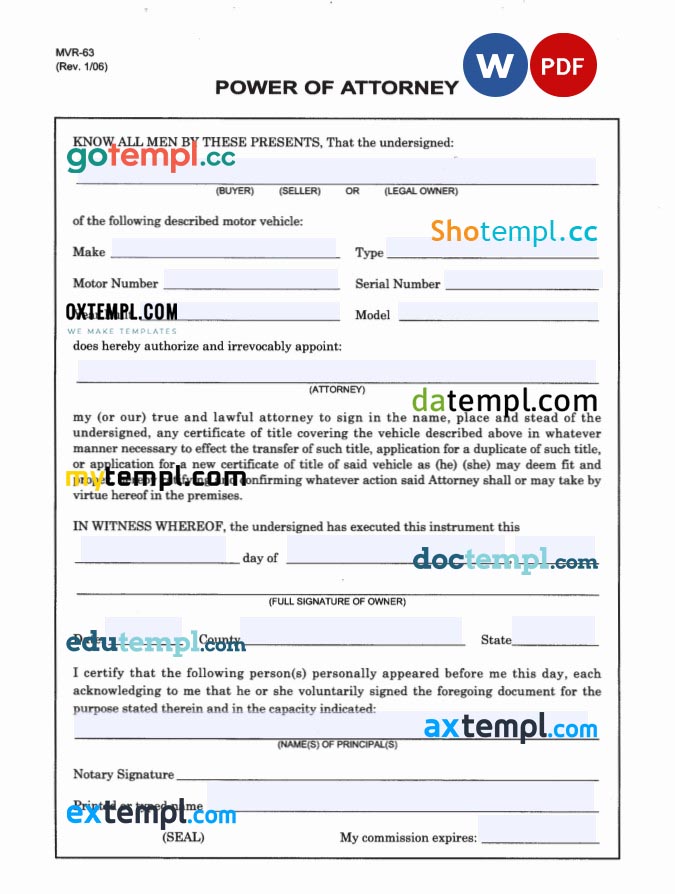 MVR-63
(Rev. 1/06)
W PDF
POWER OF ATTORNEY
KNOW ALL MEN BY THESE PRESENTS, That the undersigned:
gotempl.cc
(BUYER) (SELLER) OR (LEGAL OWNER)
of the following described motor vehicle:
Shotempl.cc
Make Type
Motor Number Serial Number
OXTEMPL.COM
WE MAKE TEMPLATES
Model
does hereby authorize and irrevocably appoint:
(ATTORNEY)
datempl.com
my (or our) true and lawful attorney to sign in the name, place and stead of the
undersigned, any certificate of title covering the vehicle described above in whatever
manner necessary to effect the transfer of such title, application for a duplicate of such title,
or application for a new certificate of title of said vehicle as (he) (she) may deem fit and
mytempl.com
confirming whatever action said Attorney shall or may take by
virtue hereof in the premises.
IN WITNESS WHEREOF, the undersigned has executed this instrument this
day of
doctempl.com
(FULL SIGNATURE OF OWNER)
edutempl.com
County State
I certify that the following person(s) personally appeared before me this day, each
acknowledging to me that he or she voluntarily signed the foregoing document for the
purpose stated therein and in the capacity indicated:
axtempl.com
(NAME(S) OF PRINCIPAL(S)
Notary Signature
Printed or typed name
extempl.com
(SEAL) My commission expires: